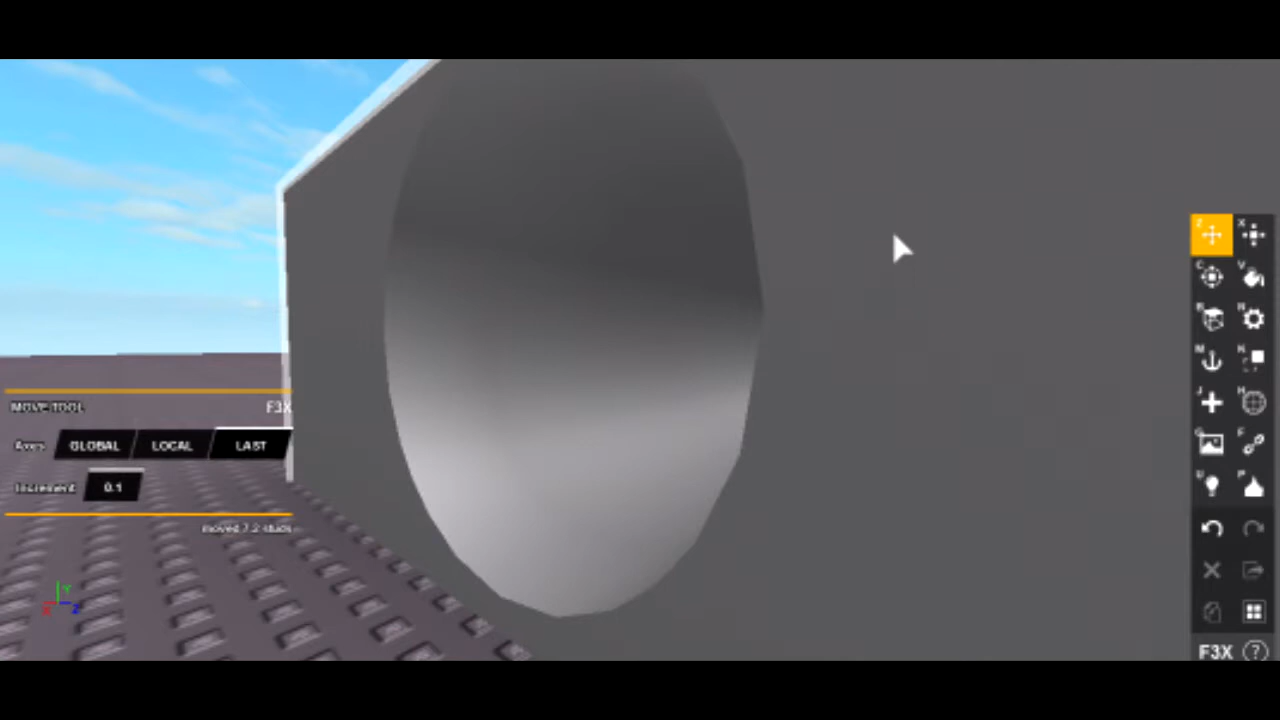 MOVE TOOL F3X
Axes GLOBAL LOCAL LAST
Increment 0.1
moved 7.2 studs
Y
X Z
Z X
C V
B N
M K
J H
G F
U P
F3X ?